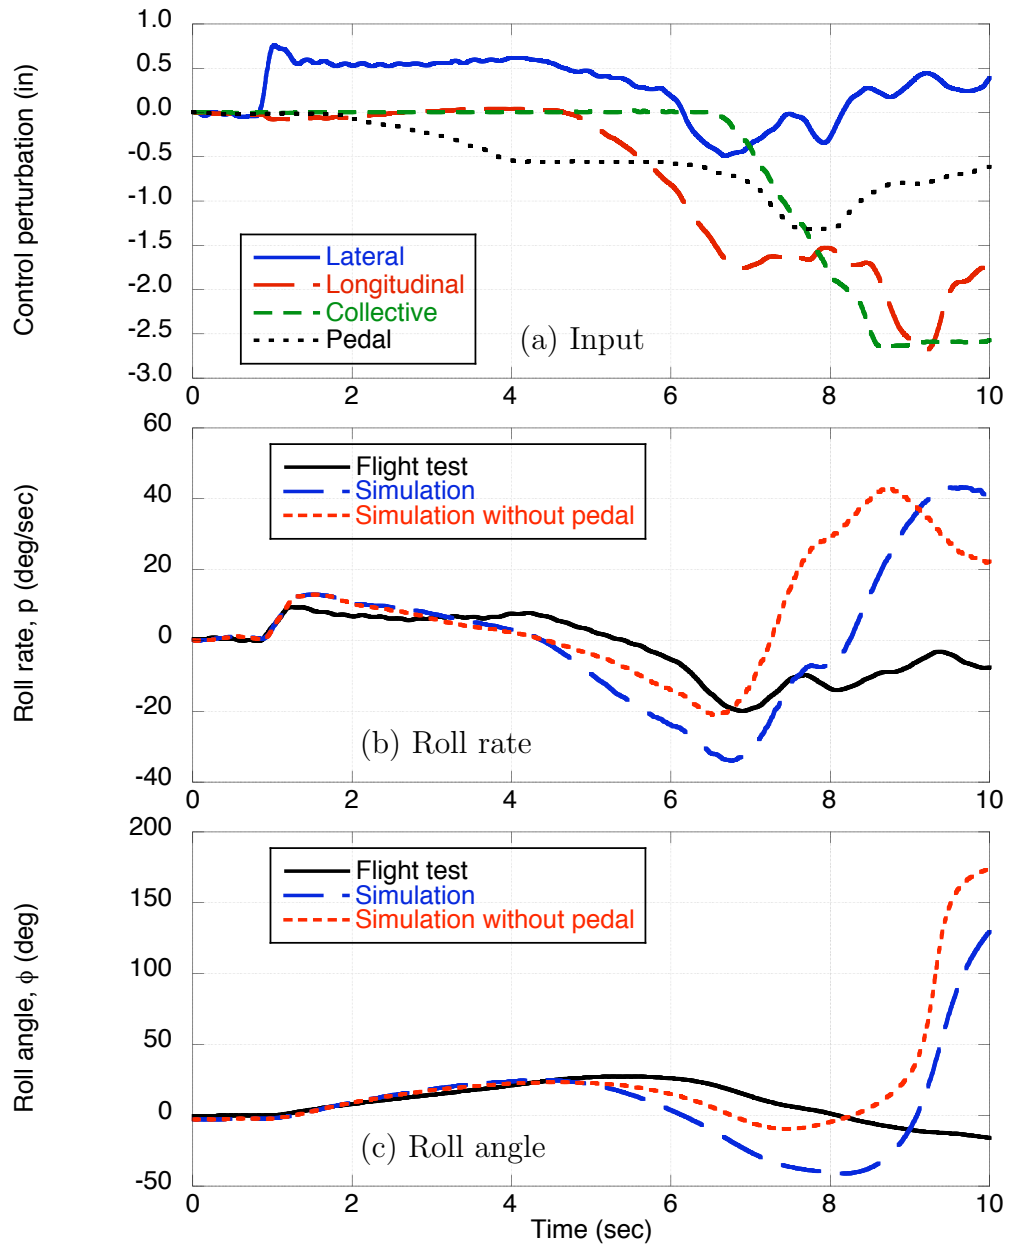 Control perturbation (in)
1.0
0.5
0.0
-0.5
-1.0
-1.5
-2.0
-2.5
-3.0
Lateral
Longitudinal
Collective
Pedal
(a) Input
0 2 4 6 8 10
Roll rate, p (deg/sec)
60
40
20
0
-20
-40
Flight test
Simulation
Simulation without pedal
(b) Roll rate
0 2 4 6 8 10
Roll angle, ϕ (deg)
200
150
100
50
0
-50
Flight test
Simulation
Simulation without pedal
(c) Roll angle
0 2 4 6 8 10
Time (sec)